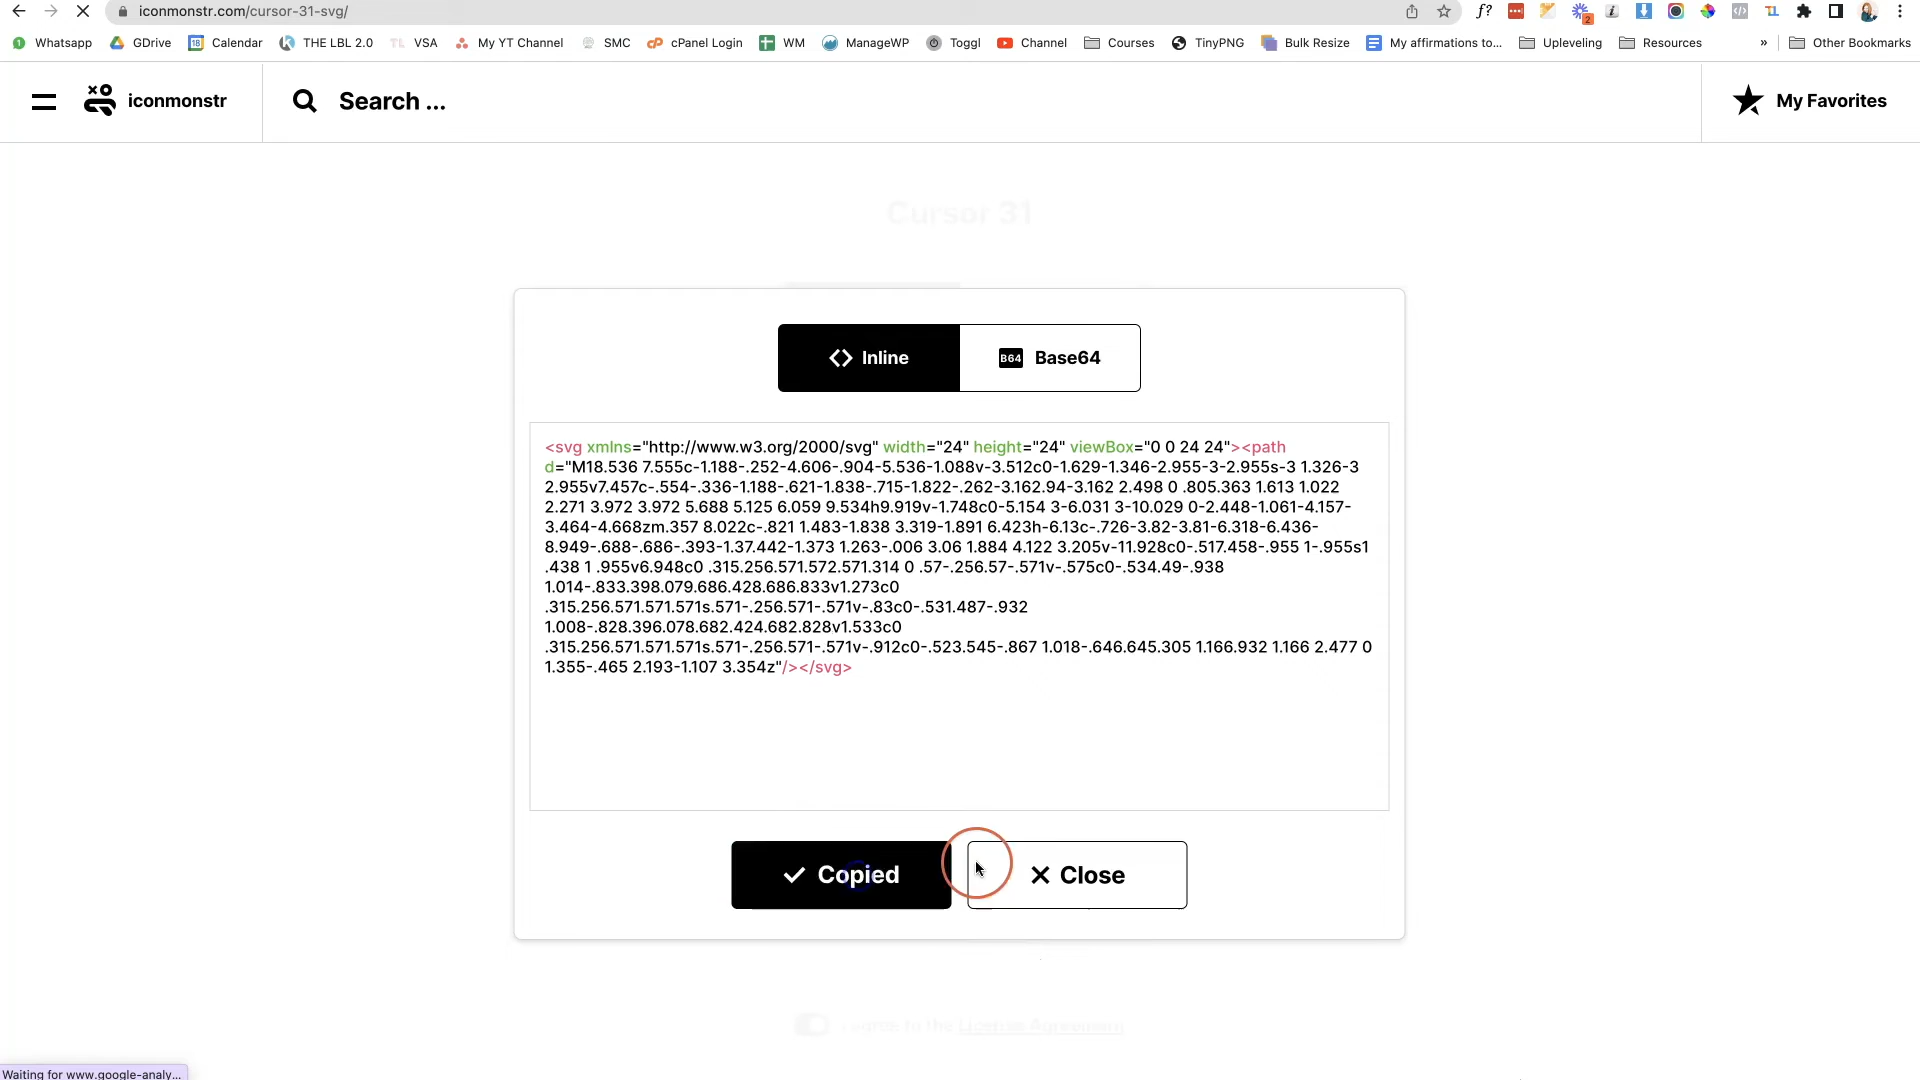 iconmonstr.com/cursor-31-svg/
f?
2
Whatsapp GDrive Calendar THE LBL 2.0 VSA My YT Channel SMC cPanel Login WM ManageWP Toggl Channel Courses TinyPNG Bulk Resize My affirmations to... Upleveling Resources » Other Bookmarks
iconmonstr Search ... My Favorites
Cursor 31
Inline B64 Base64
<svg xmlns="http://www.w3.org/2000/svg" width="24" height="24" viewBox="0 0 24 24"><path
d="M18.536 7.555c-1.188-.252-4.606-.904-5.536-1.088v-3.512c0-1.629-1.346-2.955-3-2.955s-3 1.326-3
2.955v7.457c-.554-.336-1.188-.621-1.838-.715-1.822-.262-3.162.94-3.162 2.498 0 .805.363 1.613 1.022
2.271 3.972 3.972 5.688 5.125 6.059 9.534h9.919v-1.748c0-5.154 3-6.031 3-10.029 0-2.448-1.061-4.157-
3.464-4.668zm.357 8.022c-.821 1.483-1.838 3.319-1.891 6.423h-6.13c-.726-3.82-3.81-6.318-6.436-
8.949-.688-.686-.393-1.37.442-1.373 1.263-.006 3.06 1.884 4.122 3.205v-11.928c0-.517.458-.955 1-.955s1
.438 1 .955v6.948c0 .315.256.571.572.571.314 0 .57-.256.57-.571v-.575c0-.534.49-.938
1.014-.833.398.079.686.428.686.833v1.273c0
.315.256.571.571.571s.571-.256.571-.571v-.83c0-.531.487-.932
1.008-.828.396.078.682.424.682.828v1.533c0
.315.256.571.571.571s.571-.256.571-.571v-.912c0-.523.545-.867 1.018-.646.645.305 1.166.932 1.166 2.477 0
1.355-.465 2.193-1.107 3.354z"/></svg>
Copied Close
I agree to the License Agreement
Waiting for www.google-analy...